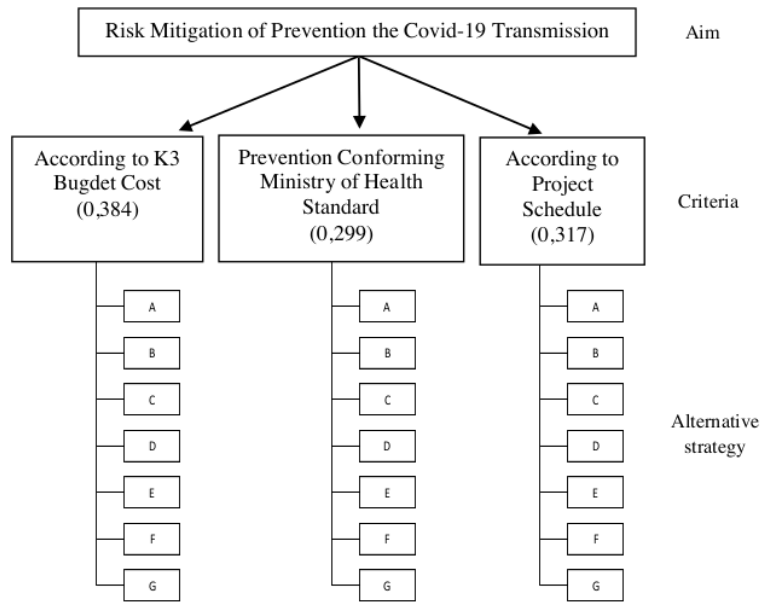 Risk Mitigation of Prevention the Covid-19 Transmission
Aim
According to K3
Bugdet Cost
(0,384)
Prevention Conforming
Ministry of Health
Standard
(0,299)
According to
Project
Schedule
(0,317)
Criteria
A
B
C
D
E
F
G
A
B
C
D
E
F
G
A
B
C
D
E
F
G
Alternative
strategy